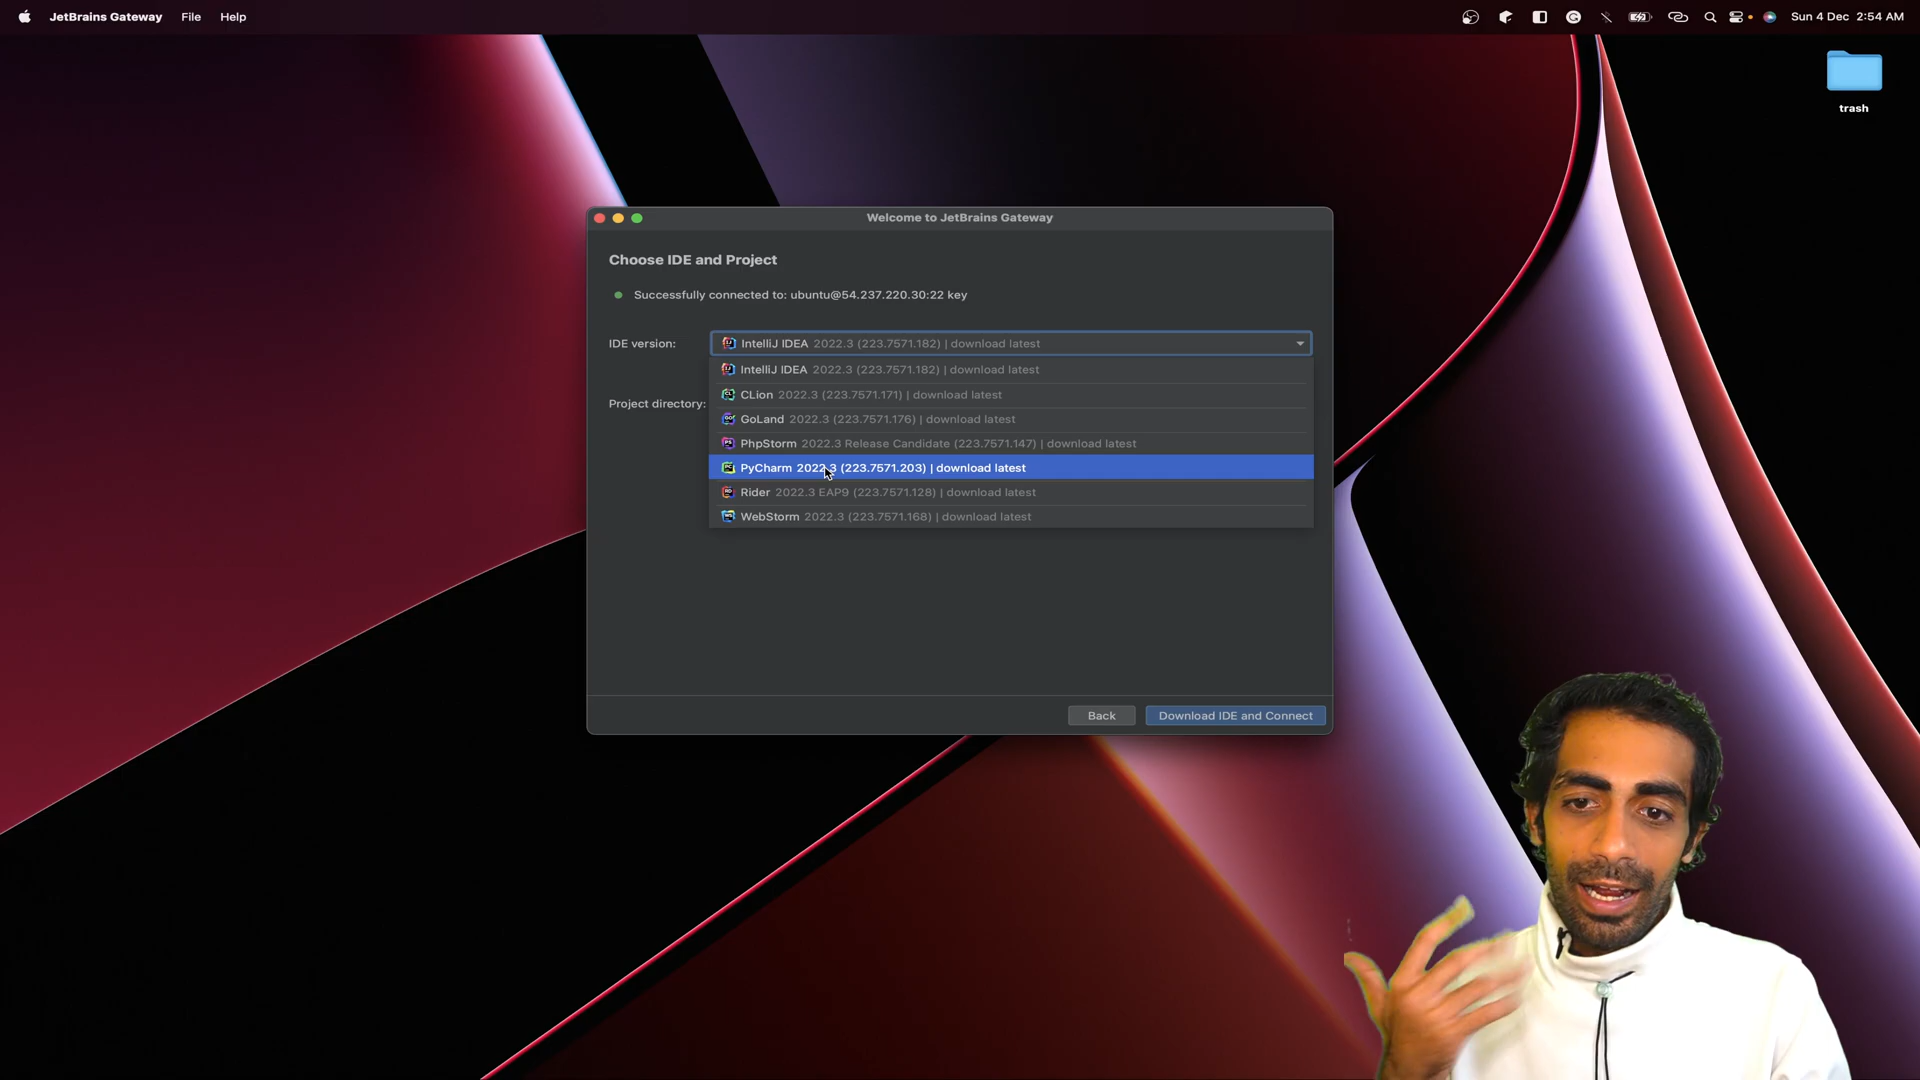 JetBrains Gateway File Help
Sun 4 Dec 2:54 AM
trash
Welcome to JetBrains Gateway
Choose IDE and Project
Successfully connected to: ubuntu@54.237.220.30:22 key
IDE version:
IntelliJ IDEA 2022.3 (223.7571.182) | download latest
IntelliJ IDEA 2022.3 (223.7571.182) | download latest
CLion 2022.3 (223.7571.171) | download latest
Project directory:
GoLand 2022.3 (223.7571.176) | download latest
PhpStorm 2022.3 Release Candidate (223.7571.147) | download latest
PyCharm 2022.3 (223.7571.203) | download latest
Rider 2022.3 EAP9 (223.7571.128) | download latest
WebStorm 2022.3 (223.7571.168) | download latest
Back
Download IDE and Connect